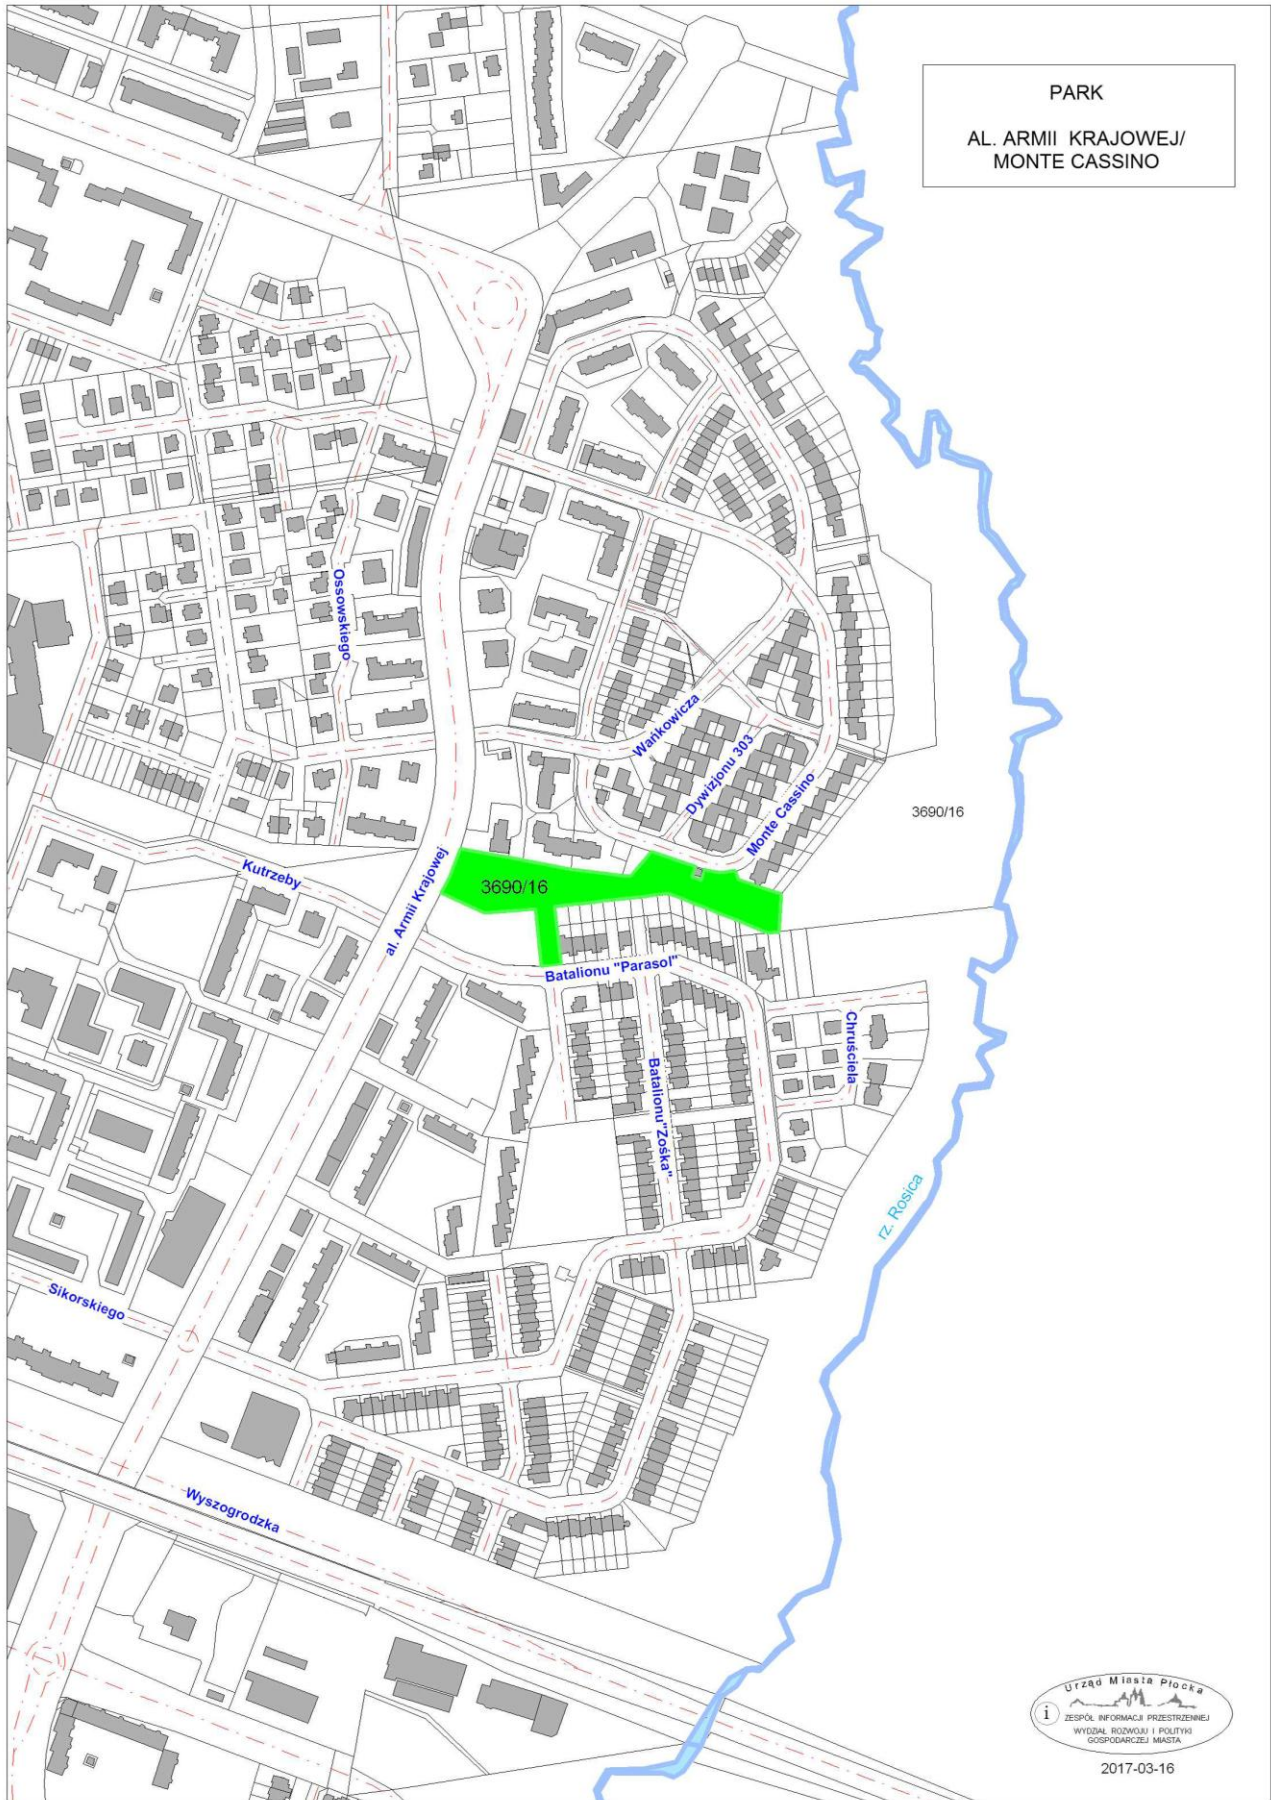 PARK
AL. ARMII KRAJOWEJ/
MONTE CASSINO
Ossowskiego
Wańkowicza
Dywizjonu 303
Monte Cassino
3690/16
Kutrzeby
al. Armii Krajowej
3690/16
Batalionu "Parasol"
Chruściela
Batalionu"Zośka"
rz. Rosica
Sikorskiego
Wyszogrodzka
Urząd Miasta Płocka
i
ZESPÓŁ INFORMACJI PRZESTRZENNEJ
WYDZIAŁ ROZWOJU I POLITYKI
GOSPODARCZEJ MIASTA
2017-03-16